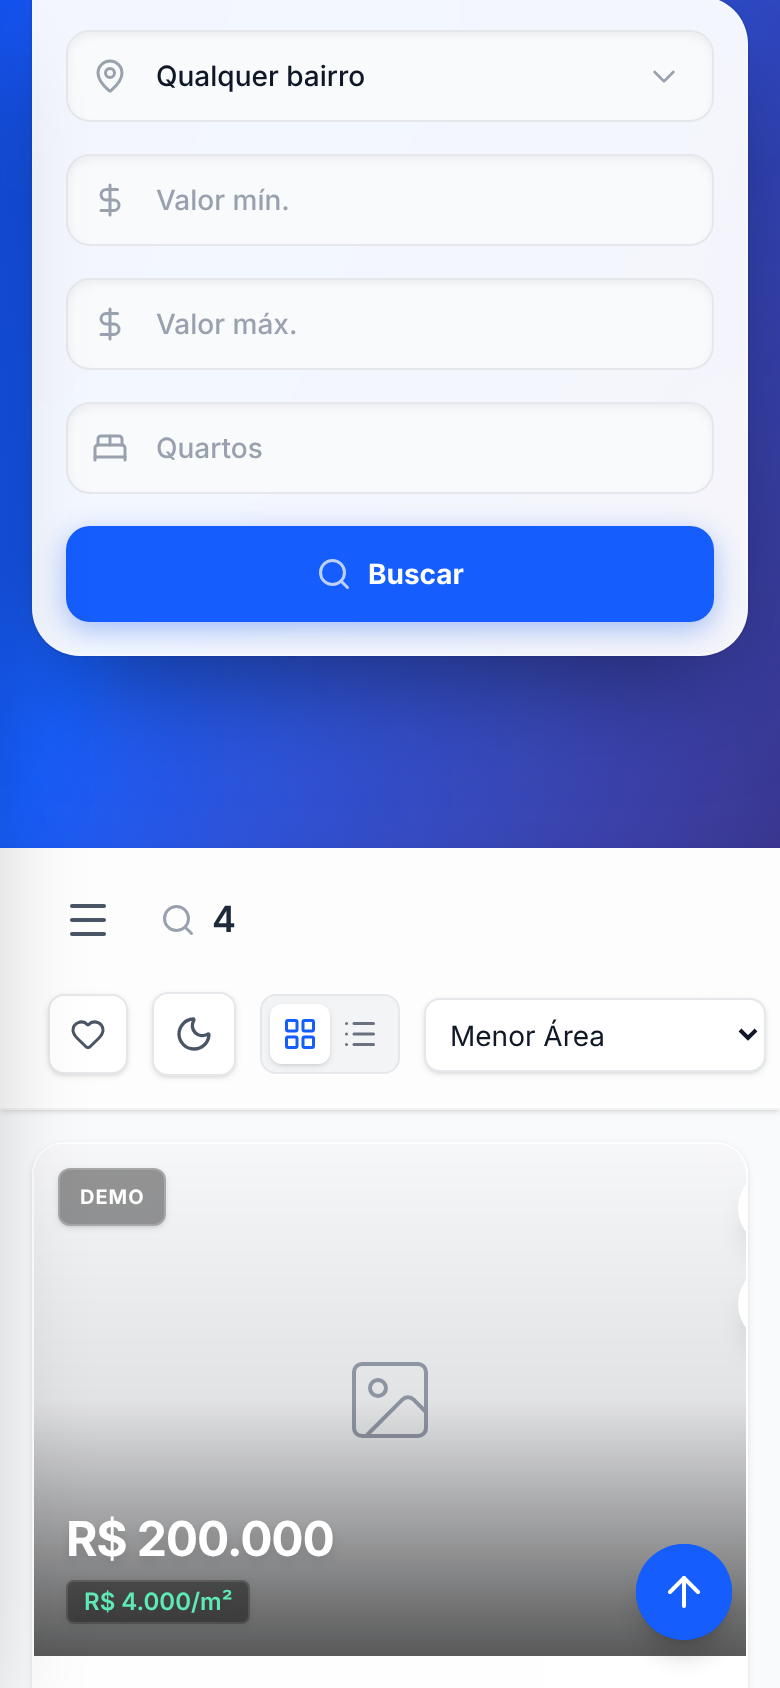 Qualquer bairro
Valor mín.
Valor máx.
Quartos
Buscar
4
Menor Área
DEMO
R$ 200.000
R$ 4.000/m²